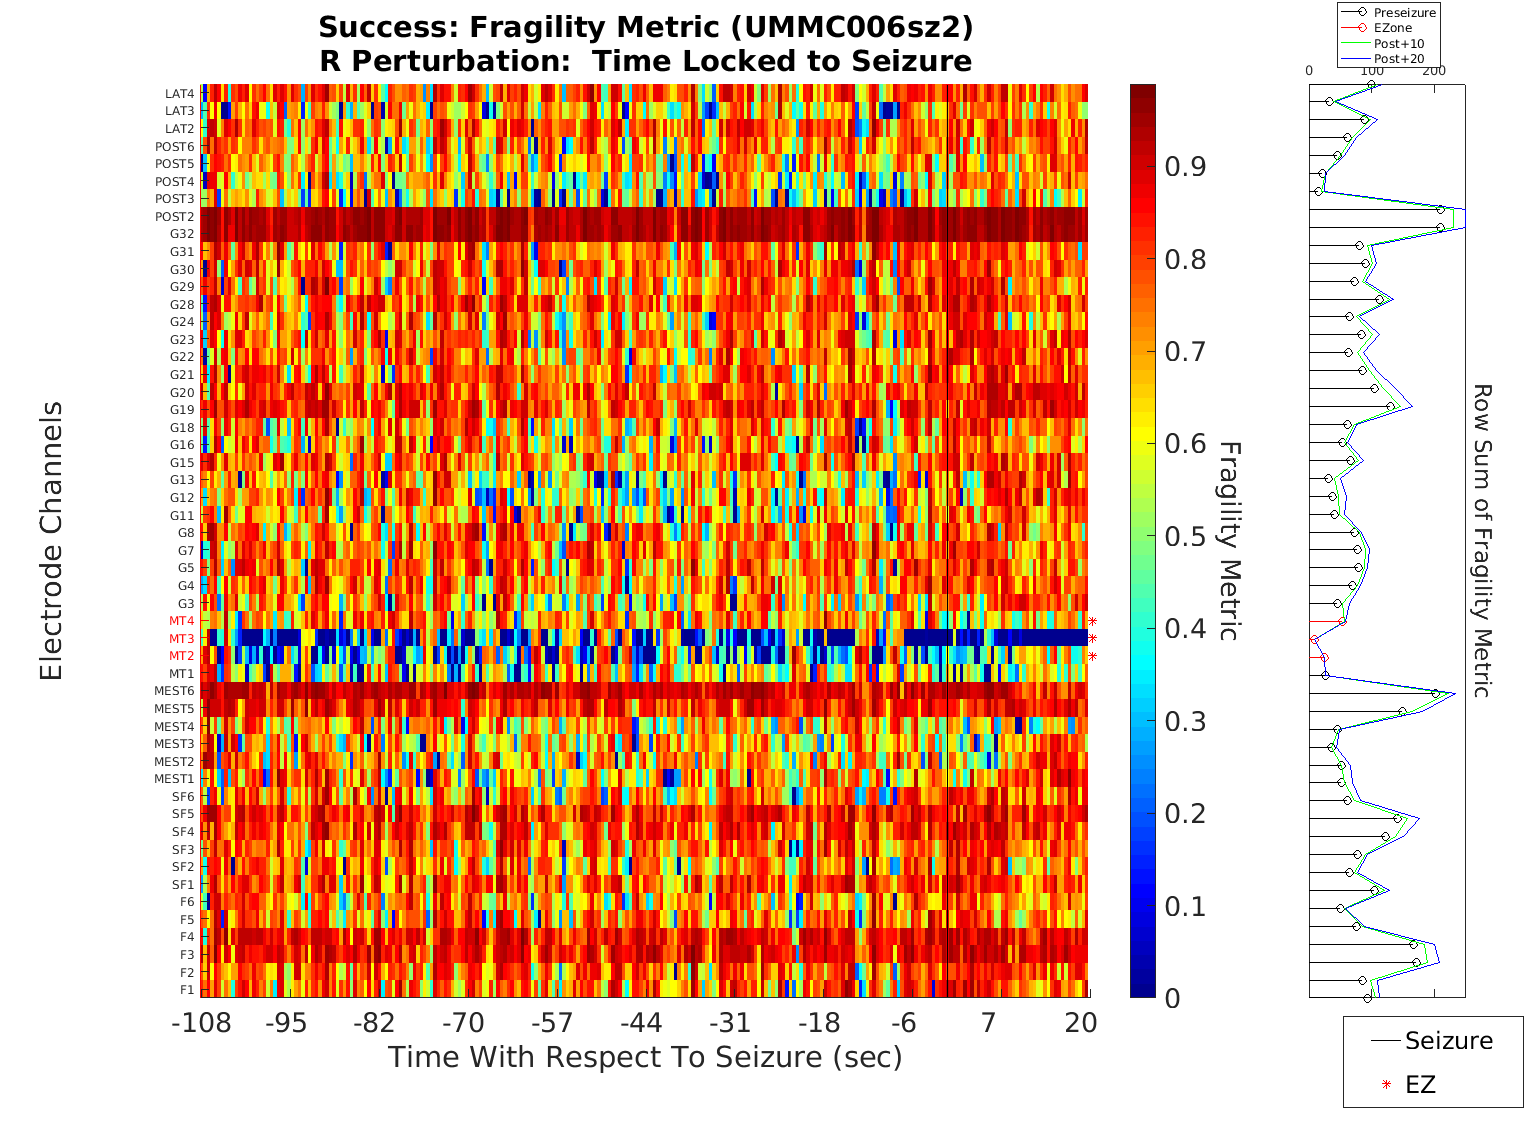 Success: Fragility Metric (UMMC006sz2)
R Perturbation:  Time Locked to Seizure
Preseizure
EZone
Post+10
Post+20
0
100
200
LAT4
LAT3
LAT2
POST6
POST5
POST4
POST3
POST2
G32
G31
G30
G29
G28
G24
G23
G22
G21
G20
G19
G18
G16
G15
G13
G12
G11
G8
G7
G5
G4
G3
MT4
MT3
MT2
MT1
MEST6
MEST5
MEST4
MEST3
MEST2
MEST1
SF6
SF5
SF4
SF3
SF2
SF1
F6
F5
F4
F3
F2
F1
Electrode Channels
-108
-95
-82
-70
-57
-44
-31
-18
-6
7
20
Time With Respect To Seizure (sec)
0.9
0.8
0.7
0.6
0.5
0.4
0.3
0.2
0.1
0
Fragility Metric
Row Sum of Fragility Metric
Seizure
EZ